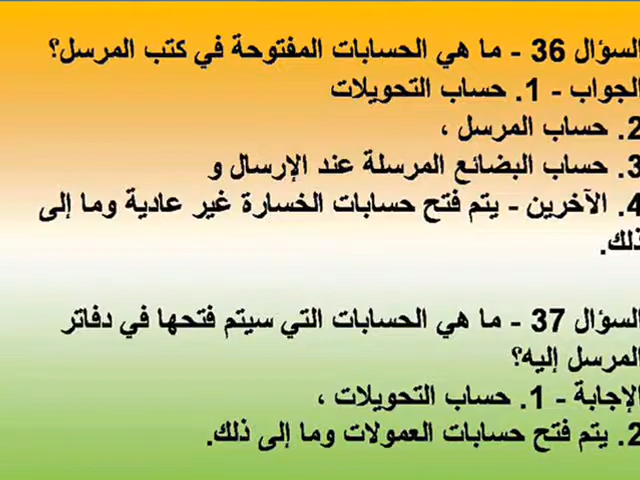 السؤال 36 - ما هي الحسابات المفتوحة في كتب المرسل؟
الجواب - 1. حساب التحويلات
2. حساب المرسل ،
3. حساب البضائع المرسلة عند الإرسال و
4. الآخرين - يتم فتح حسابات الخسارة غير عادية وما إلى
ذلك.
السؤال 37 - ما هي الحسابات التي سيتم فتحها في دفاتر
المرسل إليه؟
الإجابة - 1. حساب التحويلات ،
2. يتم فتح حسابات العمولات وما إلى ذلك.